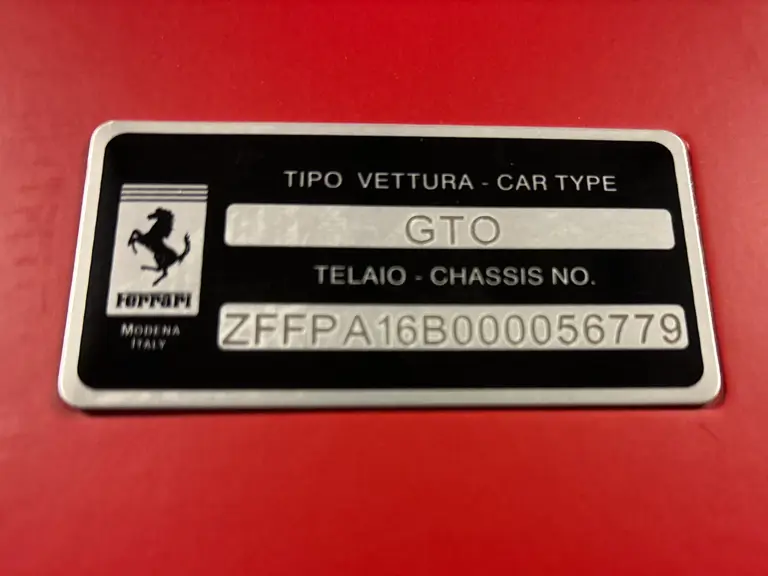 TIPO VETTURA - CAR TYPE
GTO
TELAIO - CHASSIS NO.
ZFFPA16B000056779
Ferrari
MODENA
ITALY